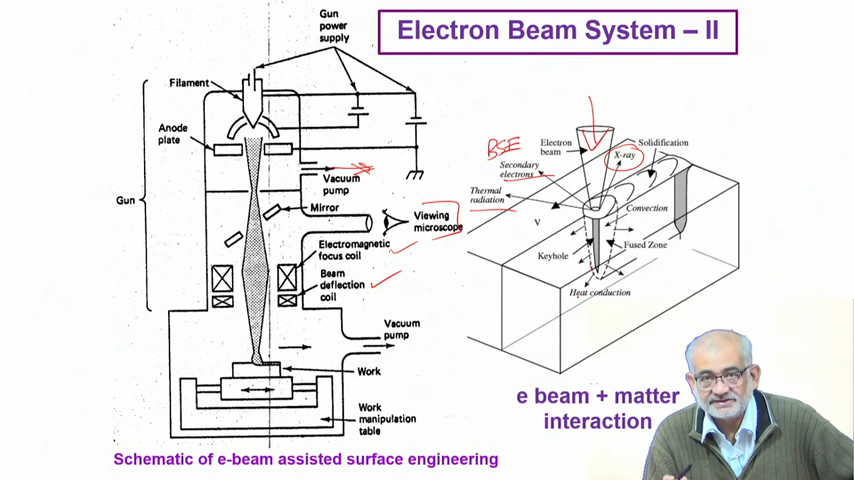 Electron Beam System – II
Gun
power
supply
Filament
Anode
plate
Gun
Vacuum
pump
Mirror
Viewing
microscope
Electromagnetic
focus coil
Beam
deflection
coil
Vacuum
pump
Work
Work
manipulation
table
Schematic of e-beam assisted surface engineering
BSE
Electron
beam
X-ray
Solidification
Secondary
electrons
Thermal
radiation
V
Convection
Keyhole
Fused Zone
Heat conduction
e beam + matter
interaction